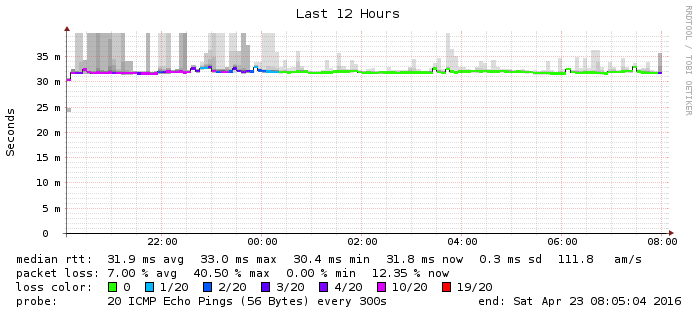 Last 12 Hours
RRDTOOL / TOBI OETIKER
Seconds
35 m
30 m
25 m
20 m
15 m
10 m
5 m
0
22:00 00:00 02:00 04:00 06:00 08:00
median rtt: 31.9 ms avg 33.0 ms max 30.4 ms min 31.8 ms now 0.3 ms sd 111.8 am/s
packet loss: 7.00 % avg 40.50 % max 0.00 % min 12.35 % now
loss color: 0 1/20 2/20 3/20 4/20 10/20 19/20
probe: 20 ICMP Echo Pings (56 Bytes) every 300s end: Sat Apr 23 08:05:04 2016